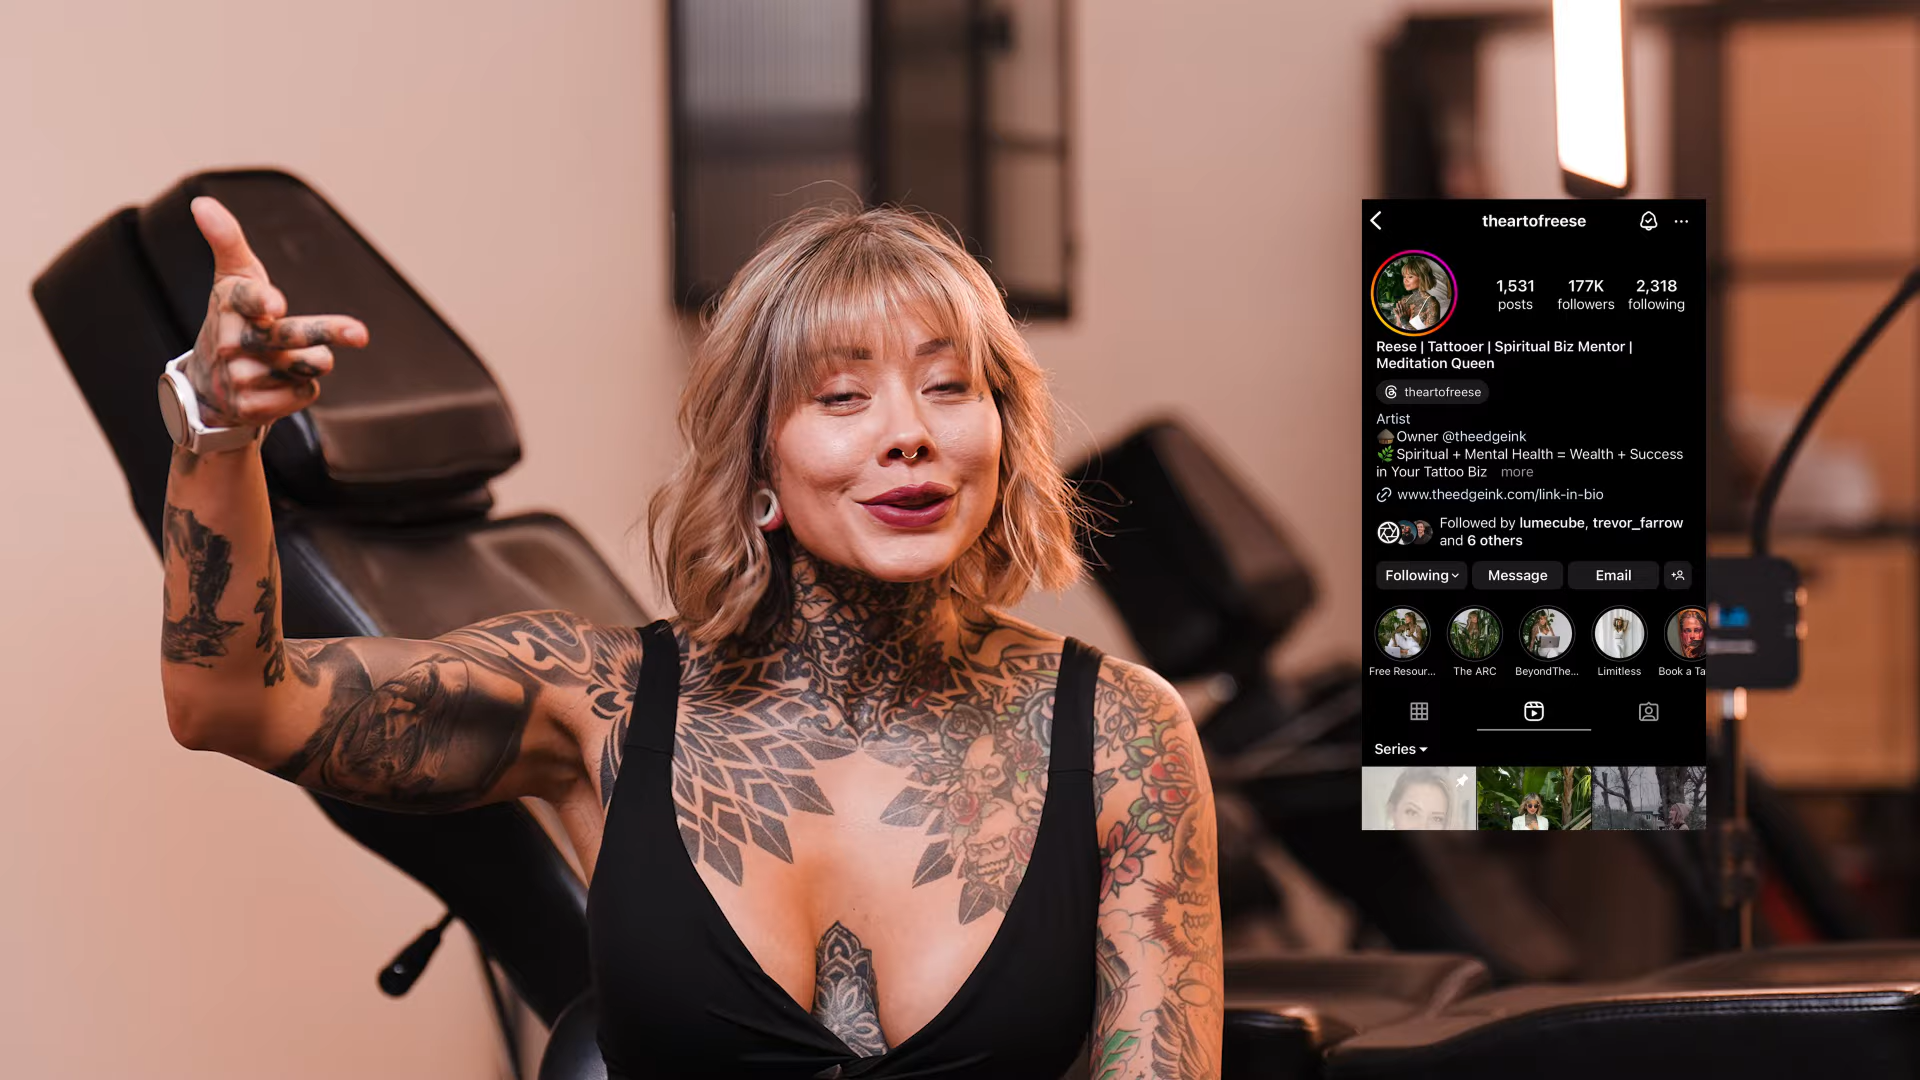 theartofreese
1,531 177K 2,318
posts followers following
Reese | Tattooer | Spiritual Biz Mentor |
Meditation Queen
theartofreese
Artist
Owner @theedgeink
🌿Spiritual + Mental Health = Wealth + Success
in Your Tattoo Biz more
www.theedgeink.com/link-in-bio
Followed by lumecube, trevor_farrow
and 6 others
Following Message Email
Free Resour... The ARC BeyondThe... Limitless Book a Ta
Series